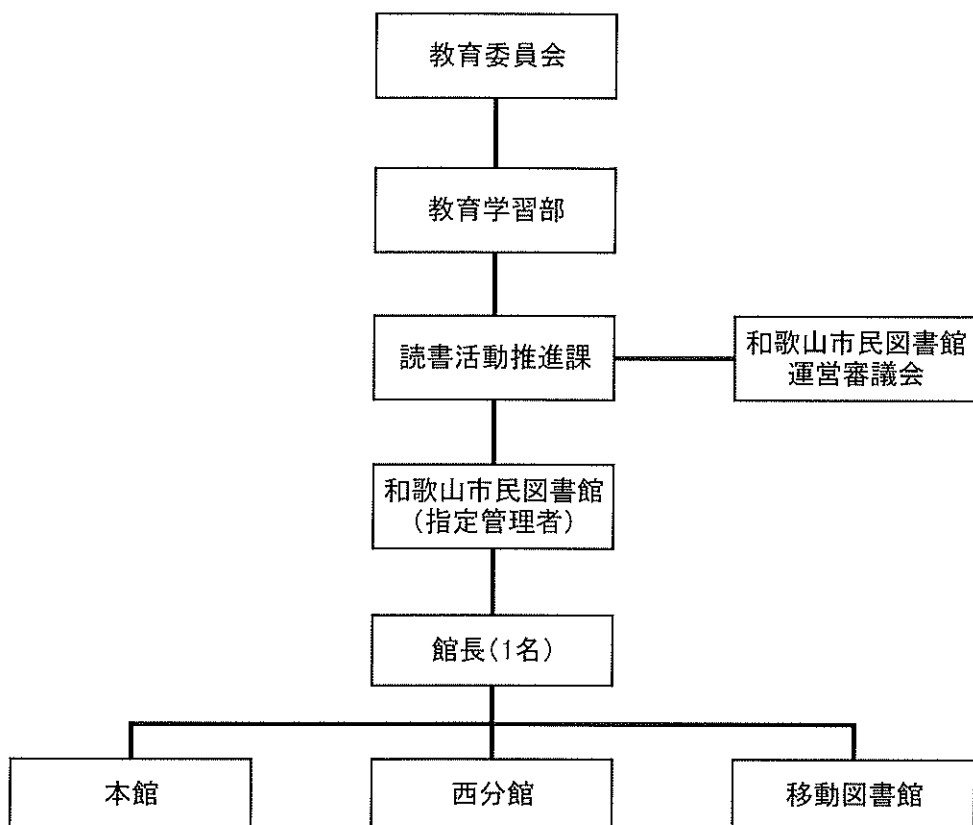 教育委員会
教育学習部
読書活動推進課
和歌山市民図書館
運営審議会
和歌山市民図書館
(指定管理者)
館長(1名)
本館
西分館
移動図書館